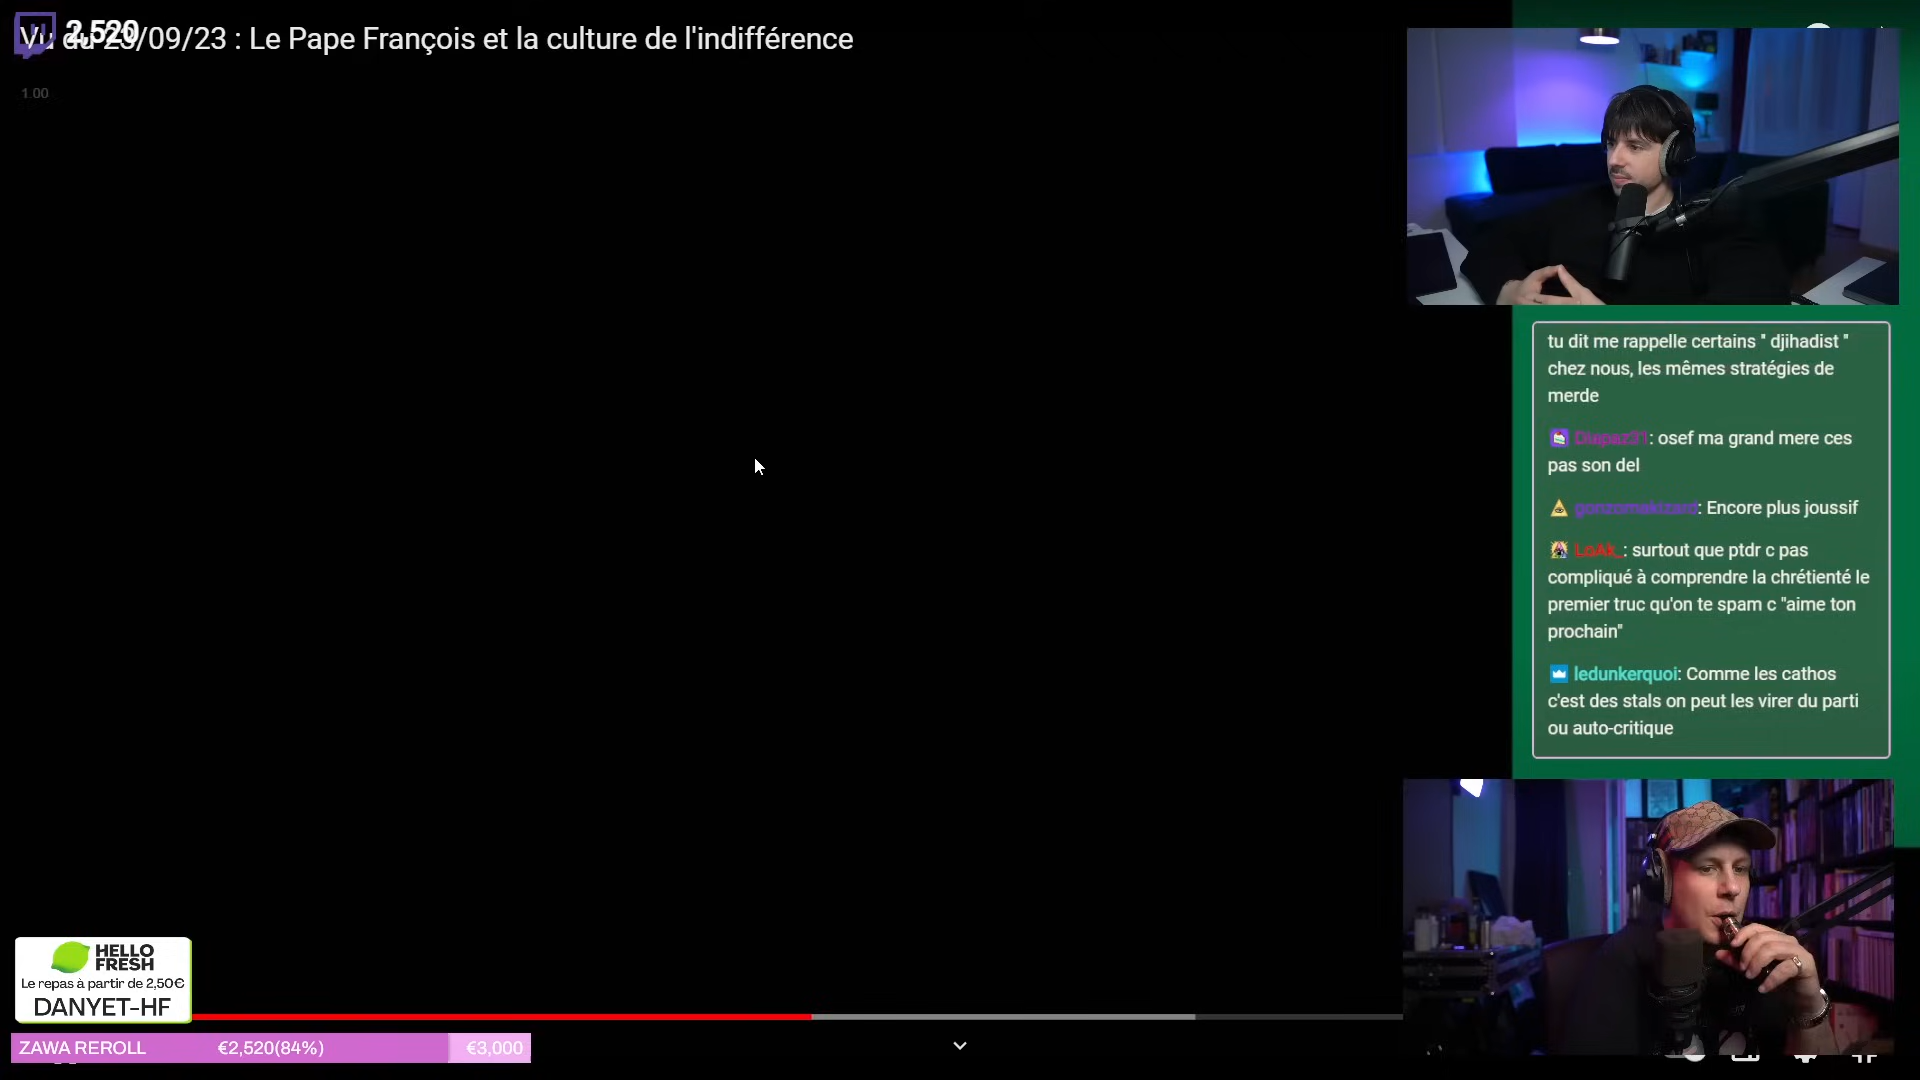 2,520
Vu du 23/09/23 : Le Pape François et la culture de l'indifférence
1.00
tu dit me rappelle certains " djihadist "
chez nous, les mêmes stratégies de
merde
: osef ma grand mere ces
pas son del
: Encore plus joussif
LoAk_: surtout que ptdr c pas
compliqué à comprendre la chrétienté le
premier truc qu'on te spam c "aime ton
prochain"
ledunkerquoi: Comme les cathos
c'est des stals on peut les virer du parti
ou auto-critique
HELLO
FRESH
Le repas à partir de 2,50€
DANYET-HF
ZAWA REROLL €2,520(84%) €3,000